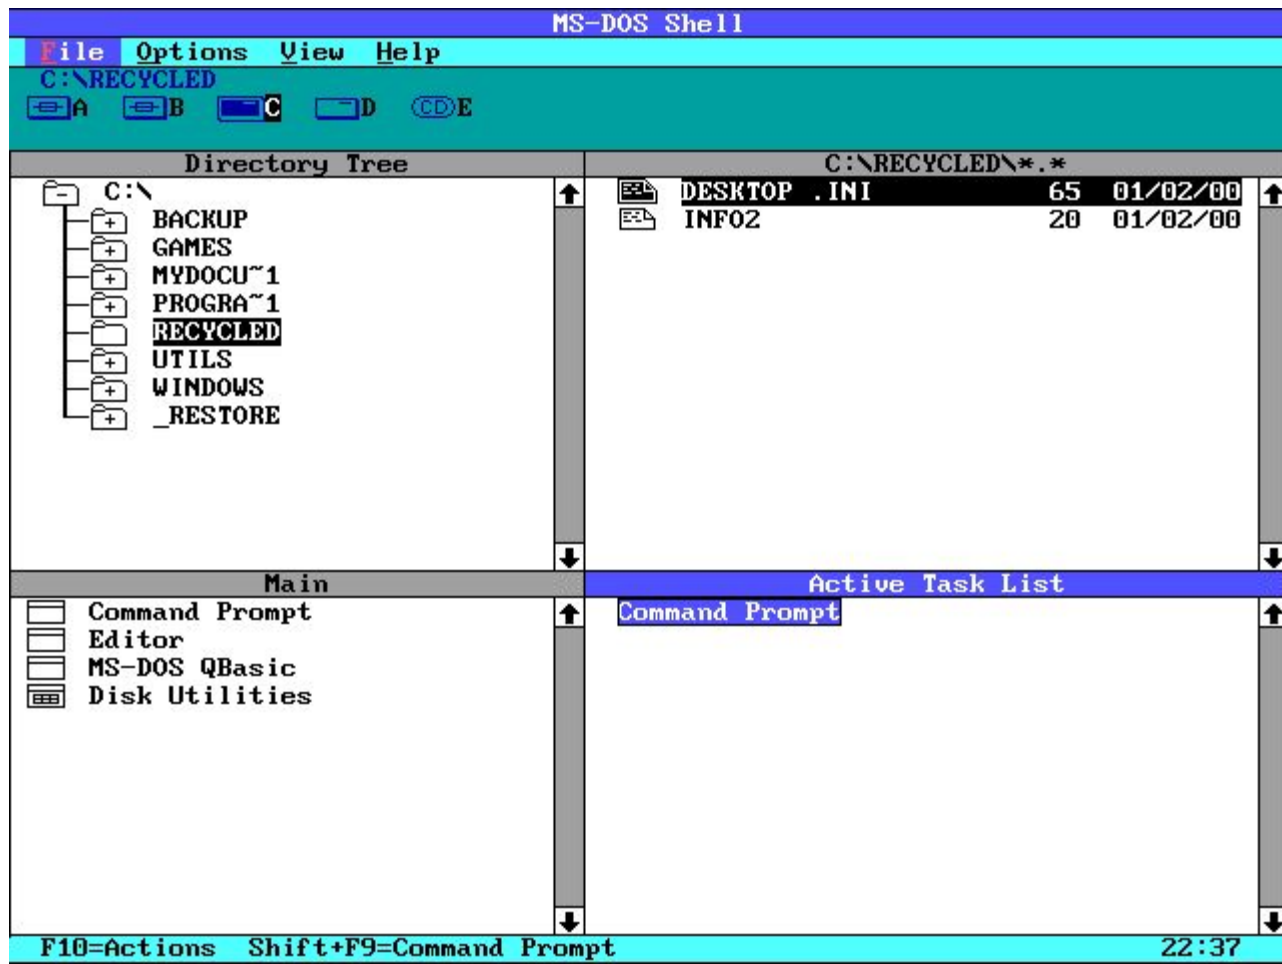 MS-DOS Shell
File Options View Help
C:\RECYCLED
A B C D CD E
Directory Tree
C:\
BACKUP
GAMES
MYDOCU~1
PROGRA~1
RECYCLED
UTILS
WINDOWS
_RESTORE
C:\RECYCLED\*.*
DESKTOP .INI 65 01/02/00
INFO2 20 01/02/00
Main
Command Prompt
Editor
MS-DOS QBasic
Disk Utilities
Active Task List
Command Prompt
F10=Actions Shift+F9=Command Prompt 22:37